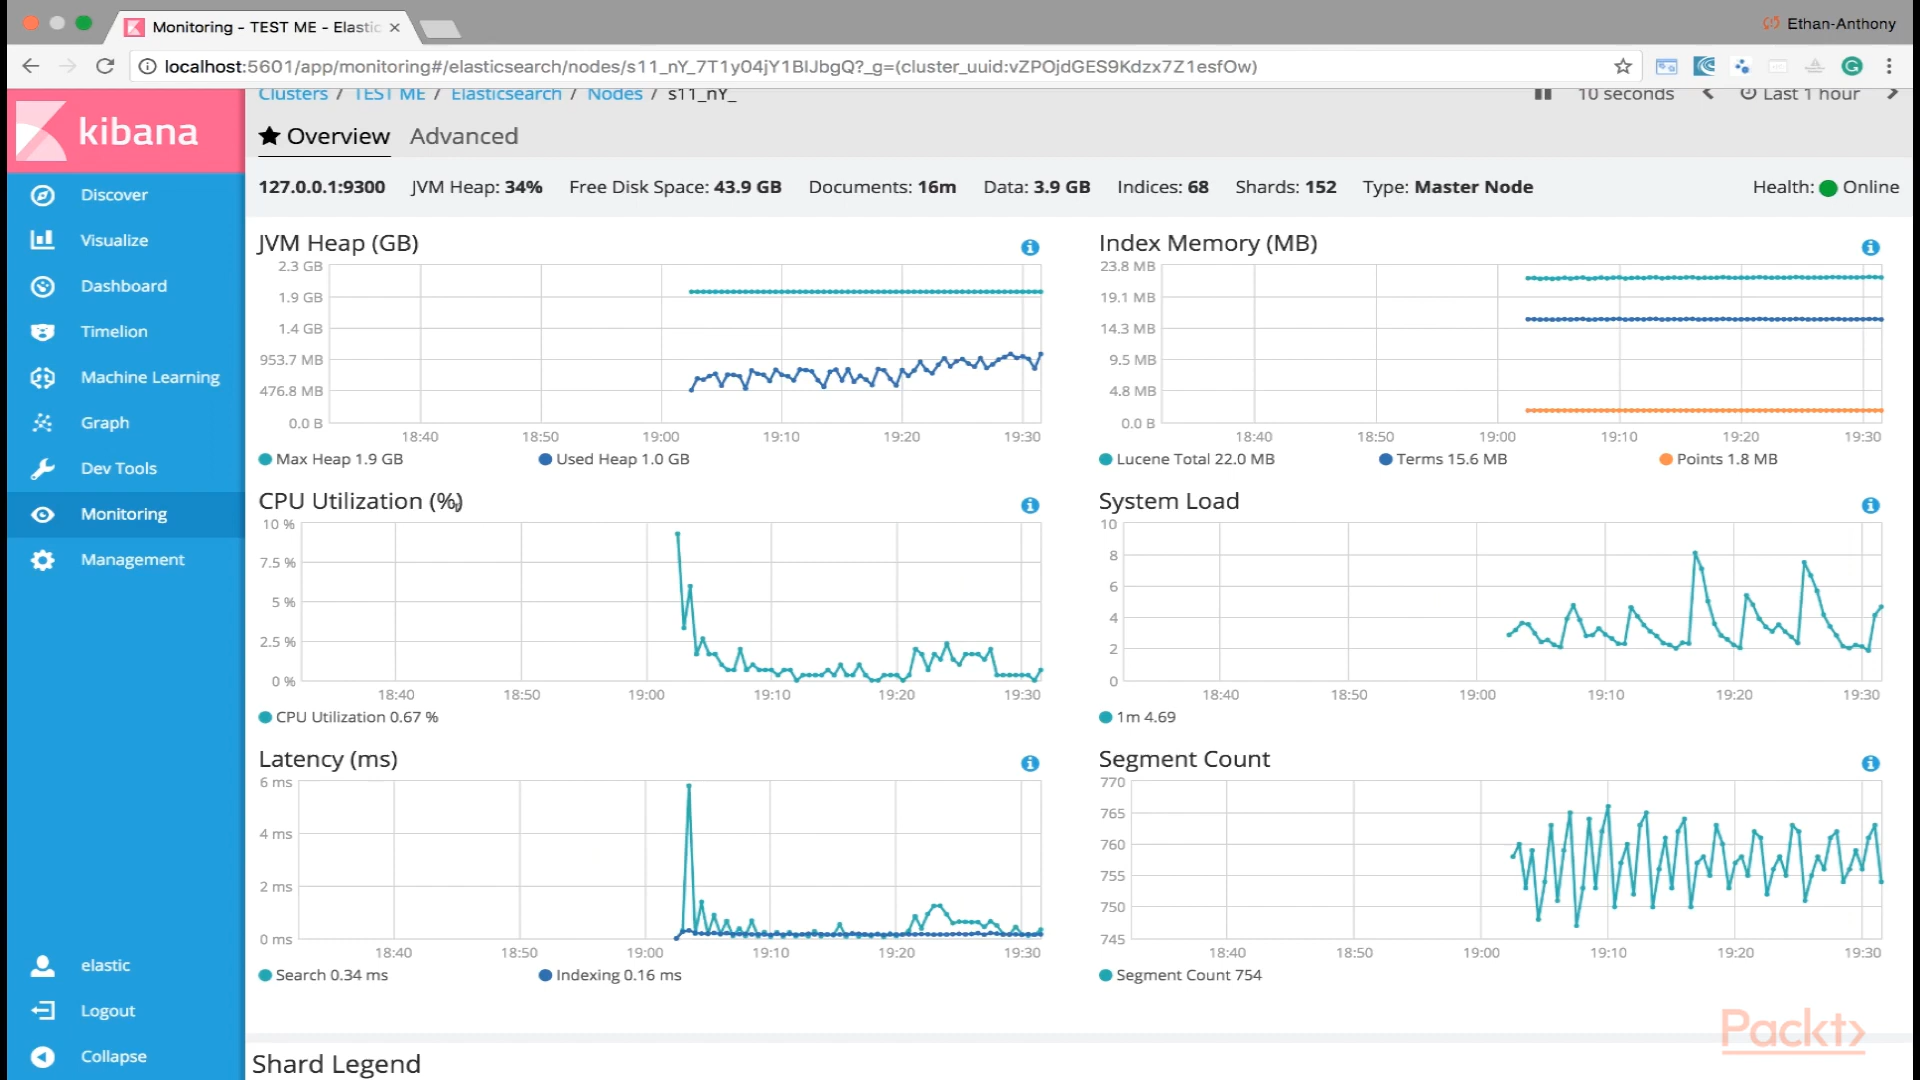 Monitoring - TEST ME - Elastic
Ethan-Anthony
localhost:5601/app/monitoring#/elasticsearch/nodes/s11_nY_7T1y04jY1BlJbgQ?_g=(cluster_uuid:vZPOjdGES9Kdzx7Z1esfOw)
kibana
Clusters / TEST ME / Elasticsearch / Nodes / s11_nY_
10 seconds
Last 1 hour
Overview
Advanced
127.0.0.1:9300 JVM Heap: 34% Free Disk Space: 43.9 GB Documents: 16m Data: 3.9 GB Indices: 68 Shards: 152 Type: Master Node Health: Online
Discover
Visualize
Dashboard
Timelion
Machine Learning
Graph
Dev Tools
Monitoring
Management
elastic
Logout
Collapse
JVM Heap (GB)
2.3 GB
1.9 GB
1.4 GB
953.7 MB
476.8 MB
0.0 B
18:40 18:50 19:00 19:10 19:20 19:30
Max Heap 1.9 GB Used Heap 1.0 GB
Index Memory (MB)
23.8 MB
19.1 MB
14.3 MB
9.5 MB
4.8 MB
0.0 B
18:40 18:50 19:00 19:10 19:20 19:30
Lucene Total 22.0 MB Terms 15.6 MB Points 1.8 MB
CPU Utilization (%)
10 %
7.5 %
5 %
2.5 %
0 %
18:40 18:50 19:00 19:10 19:20 19:30
CPU Utilization 0.67 %
System Load
10
8
6
4
2
0
18:40 18:50 19:00 19:10 19:20 19:30
1m 4.69
Latency (ms)
6 ms
4 ms
2 ms
0 ms
18:40 18:50 19:00 19:10 19:20 19:30
Search 0.34 ms Indexing 0.16 ms
Segment Count
770
765
760
755
750
745
18:40 18:50 19:00 19:10 19:20 19:30
Segment Count 754
Shard Legend
Packt>